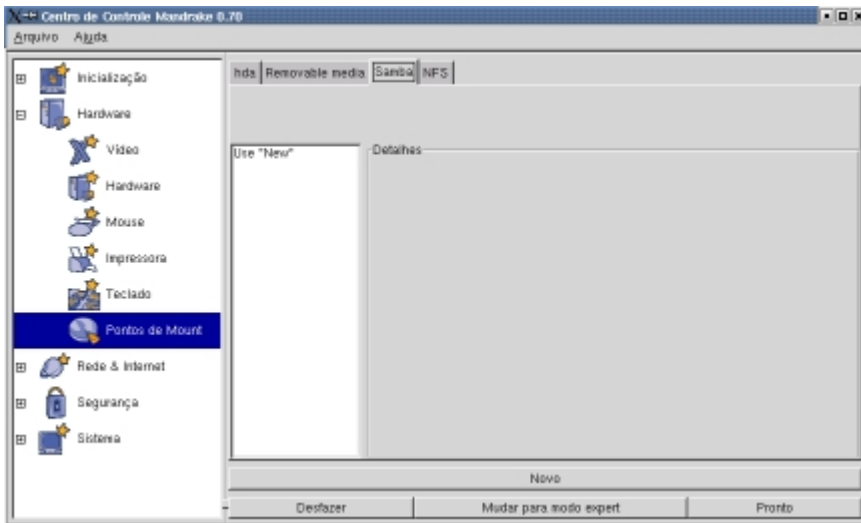 Centro de Controle Mandrake 0.70
Arquivo Ajuda
Inicialização
Hardware
Vídeo
Hardware
Mouse
Impressora
Teclado
Pontos de Mount
Rede & Internet
Segurança
Sistema
hda Removable media Samba NFS
Use "New"
Detalhes
Novo
Desfazer Mudar para modo expert Pronto